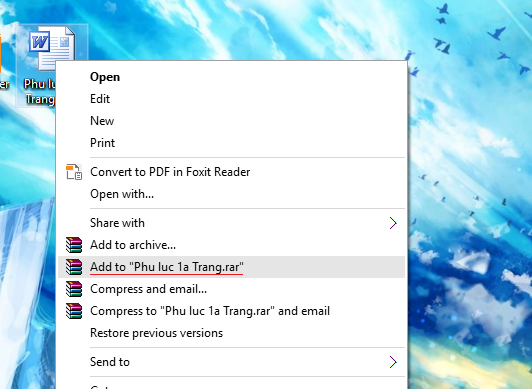 er
Phu luc
Trang.
Open
Edit
New
Print
Convert to PDF in Foxit Reader
Open with...
Share with
Add to archive...
Add to "Phu luc 1a Trang.rar"
Compress and email...
Compress to "Phu luc 1a Trang.rar" and email
Restore previous versions
Send to